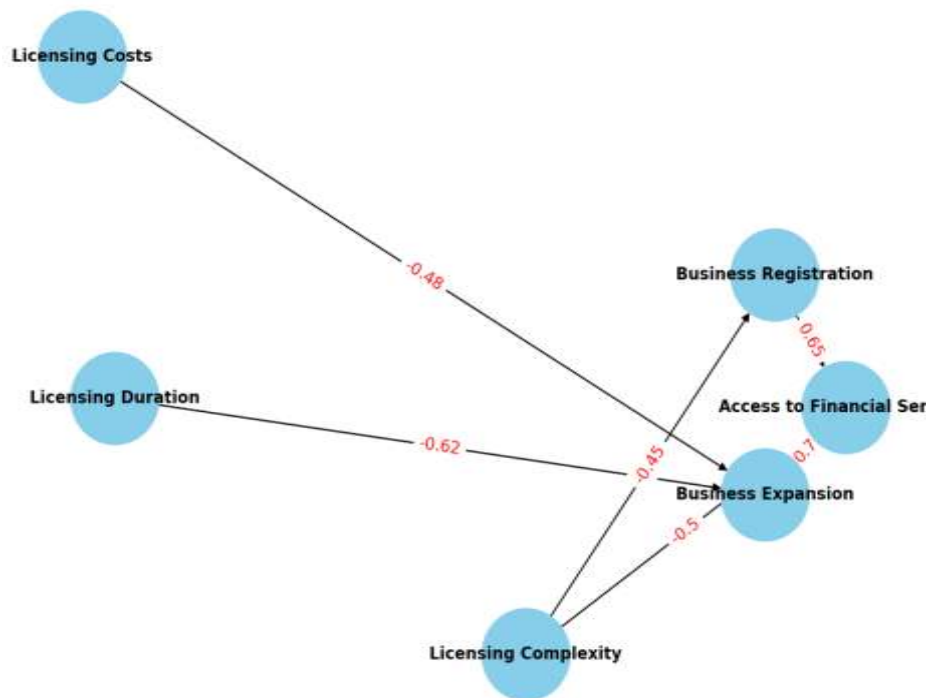 Licensing Costs
-0.48
Business Registration
0.65
Licensing Duration
Access to Financial Ser
-0.62
0.7
-0.45
Business Expansion
-0.5
Licensing Complexity